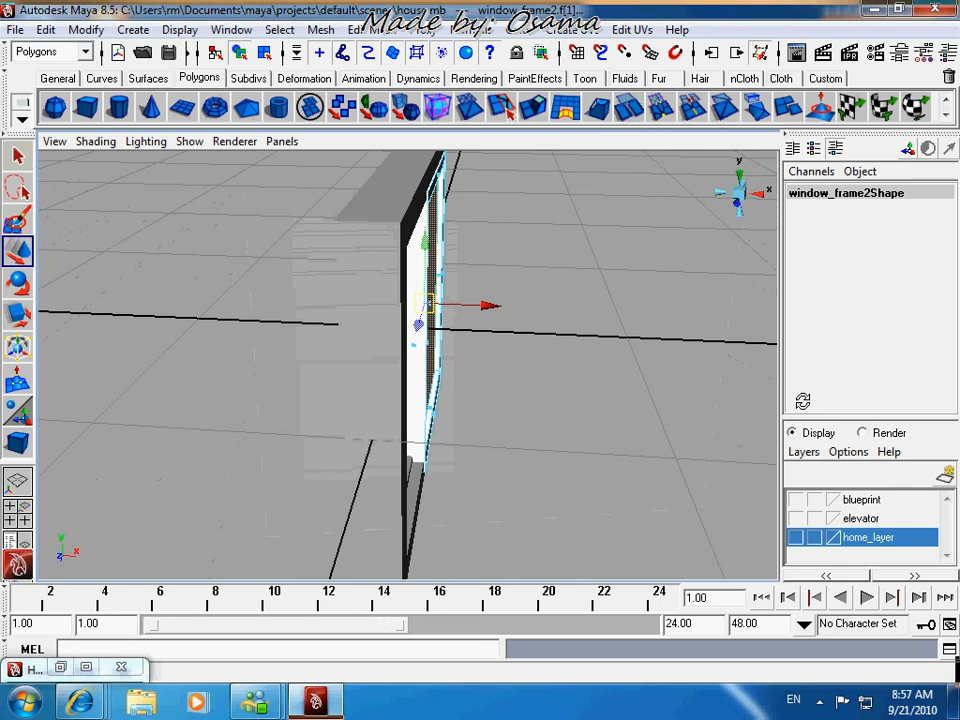 Autodesk Maya 8.5: C:\Users\rm\Documents\maya\projects\default\scene \house mb window_frame2.f[1]...
Made by: Osama
File Edit Modify Create Display Window Select Mesh Edit UVs Help
Polygons
General Curves Surfaces Polygons Subdivs Deformation Animation Dynamics Rendering PaintEffects Toon Fluids Fur Hair nCloth Cloth Custom
View Shading Lighting Show Renderer Panels
Channels Object
window_frame2Shape
y
x
Display Render
Layers Options Help
blueprint
elevator
home_layer
y
z x
<< >>
2 4 6 8 10 12 14 16 18 20 22 24
1.00
1.00 1.00 24.00 48.00 No Character Set
MEL
H...
EN
8:57 AM
9/21/2010